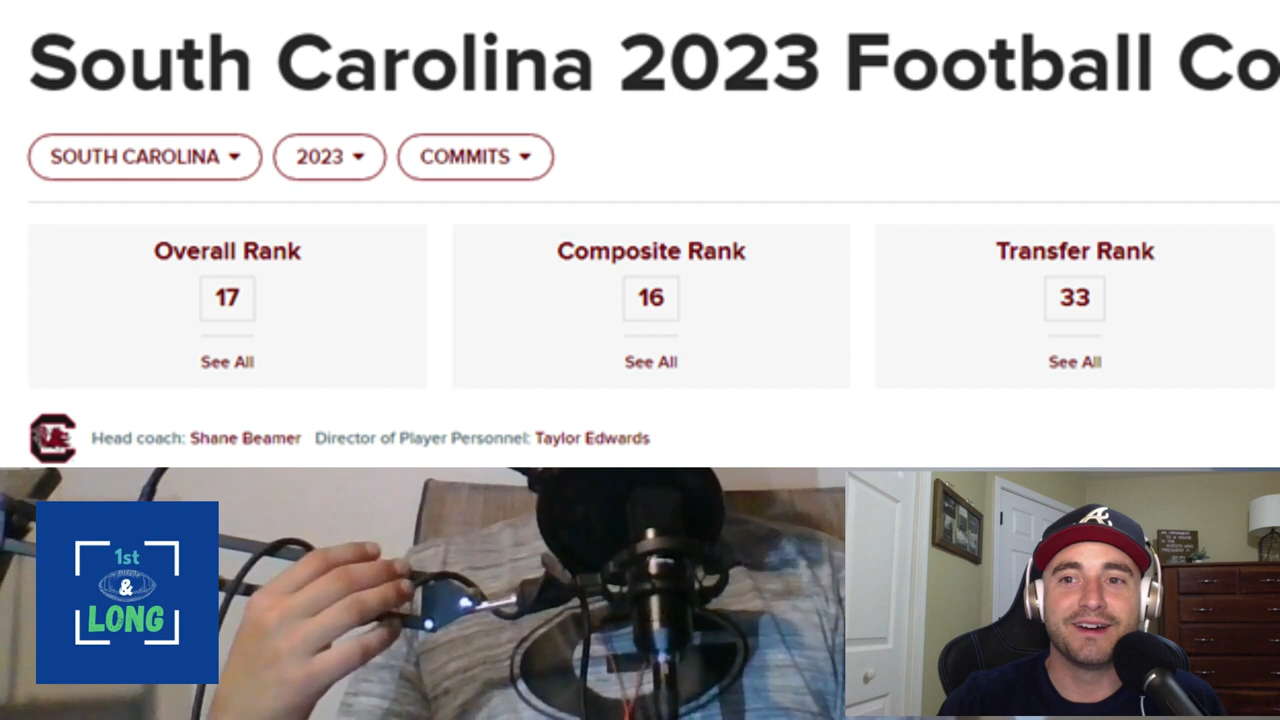 South Carolina 2023 Football Co
SOUTH CAROLINA 2023 COMMITS
Overall Rank Composite Rank Transfer Rank
17 16 33
See All See All See All
Head coach: Shane Beamer Director of Player Personnel: Taylor Edwards
1st
&
LONG
A